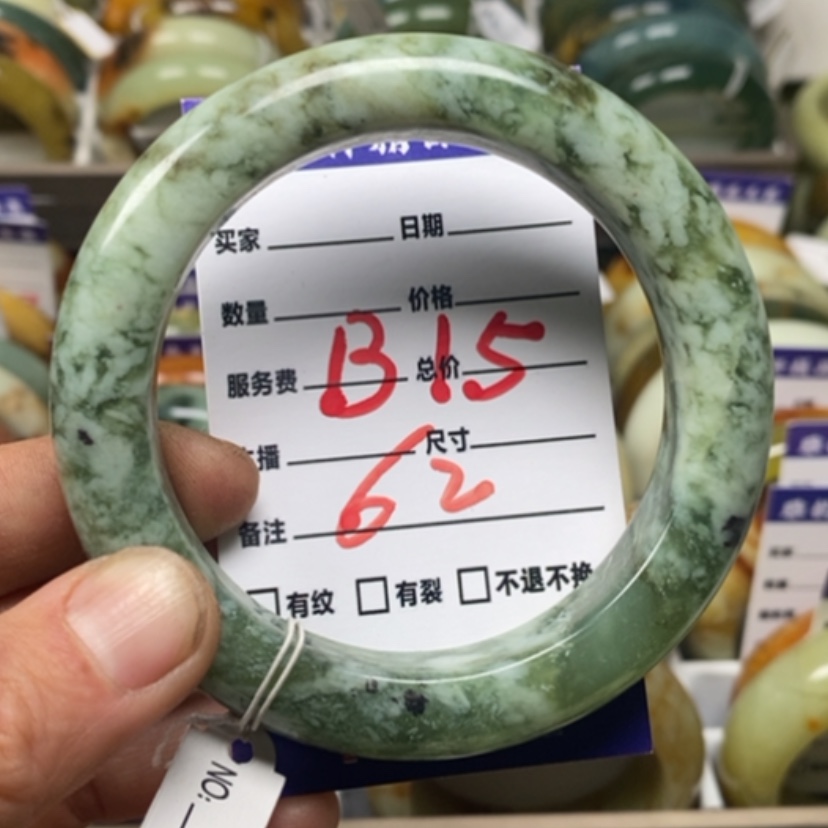 买家 日期
数量 价格
B15
服务费 总价
播 尺寸
62
备注
有纹 有裂 不退不换
NO: